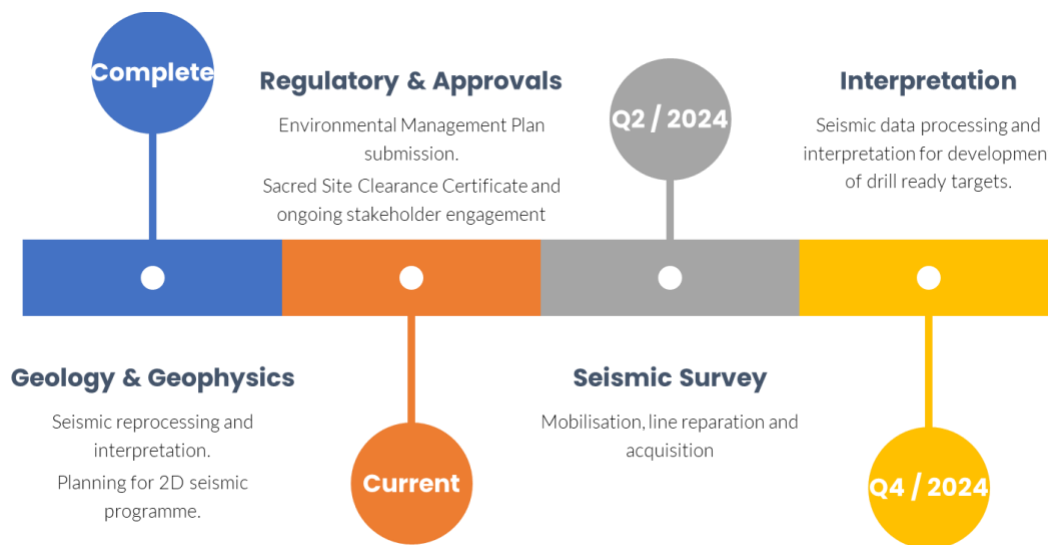 Complete
Geology & Geophysics
Seismic reprocessing and
interpretation.
Planning for 2D seismic
programme.
Regulatory & Approvals
Environmental Management Plan
submission.
Sacred Site Clearance Certificate and
ongoing stakeholder engagement
Current
Q2 / 2024
Seismic Survey
Mobilisation, line reparation and
acquisition
Interpretation
Seismic data processing and
interpretation for developmen
of drill ready targets.
Q4 / 2024